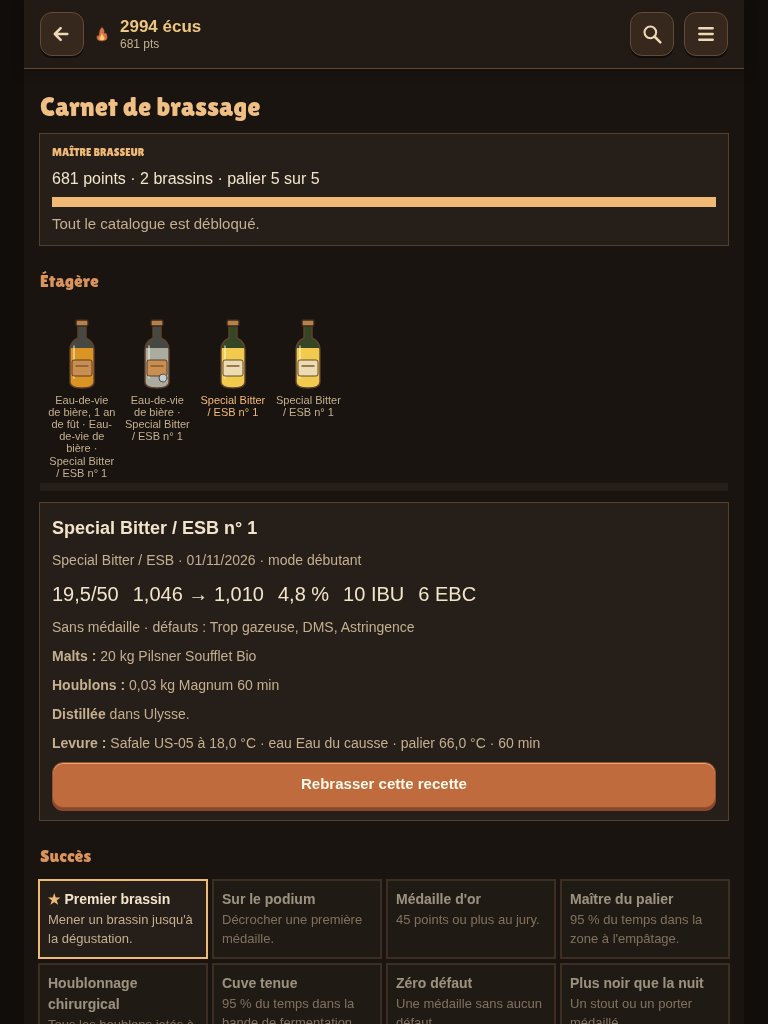 2994 écus
681 pts
Carnet de brassage
MAÎTRE BRASSEUR
681 points · 2 brassins · palier 5 sur 5
Tout le catalogue est débloqué.
Étagère
Eau-de-vie
de bière, 1 an
de fût · Eau-
de-vie de
bière ·
Special Bitter
/ ESB n° 1
Eau-de-vie
de bière ·
Special Bitter
/ ESB n° 1
Special Bitter
/ ESB n° 1
Special Bitter
/ ESB n° 1
Special Bitter / ESB n° 1
Special Bitter / ESB · 01/11/2026 · mode débutant
19,5/50 1,046 → 1,010 4,8 % 10 IBU 6 EBC
Sans médaille · défauts : Trop gazeuse, DMS, Astringence
Malts : 20 kg Pilsner Soufflet Bio
Houblons : 0,03 kg Magnum 60 min
Distillée dans Ulysse.
Levure : Safale US-05 à 18,0 °C · eau Eau du causse · palier 66,0 °C · 60 min
Rebrasser cette recette
Succès
★ Premier brassin
Mener un brassin jusqu'à
la dégustation.
Sur le podium
Décrocher une première
médaille.
Médaille d'or
45 points ou plus au jury.
Maître du palier
95 % du temps dans la
zone à l'empâtage.
Houblonnage
chirurgical
Tous les houblons jetés à
Cuve tenue
95 % du temps dans la
bande de fermentation
Zéro défaut
Une médaille sans aucun
défaut.
Plus noir que la nuit
Un stout ou un porter
médaillé.